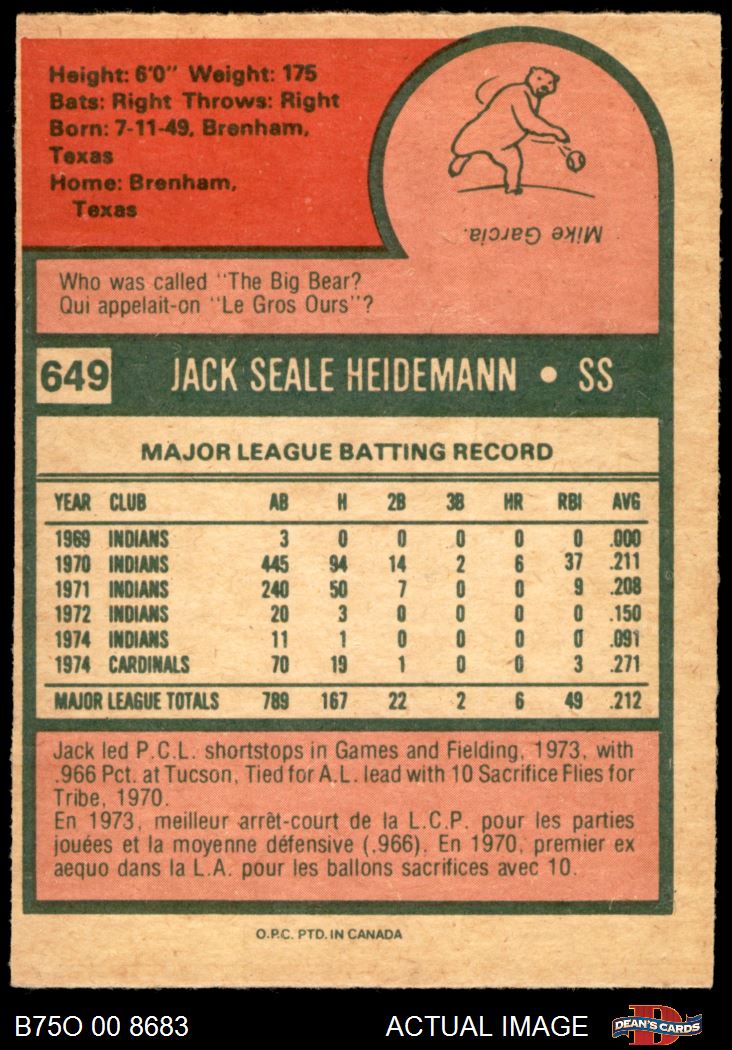 Height: 6'0" Weight: 175
Bats: Right Throws: Right
Born: 7-11-49, Brenham,
Texas
Home: Brenham,
Texas
Mike Garcia.
Who was called "The Big Bear?
Qui appelait-on "Le Gros Ours"?
649 JACK SEALE HEIDEMANN • SS
MAJOR LEAGUE BATTING RECORD
YEAR CLUB AB H 2B 3B HR RBI AVG
1969 INDIANS 3 0 0 0 0 0 .000
1970 INDIANS 445 94 14 2 6 37 .211
1971 INDIANS 240 50 7 0 0 9 .208
1972 INDIANS 20 3 0 0 0 0 .150
1974 INDIANS 11 1 0 0 0 0 .091
1974 CARDINALS 70 19 1 0 0 3 .271
MAJOR LEAGUE TOTALS 789 167 22 2 6 49 .212
Jack led P.C.L. shortstops in Games and Fielding, 1973, with
.966 Pct. at Tucson, Tied for A.L. lead with 10 Sacrifice Flies for
Tribe, 1970.
En 1973, meilleur arrêt-court de la L.C.P. pour les parties
jouées et la moyenne défensive (.966). En 1970, premier ex
aequo dans la L.A. pour les ballons sacrifices avec 10.
O.P.C. PTD. IN CANADA
B75O 00 8683 ACTUAL IMAGE DEAN'S CARDS